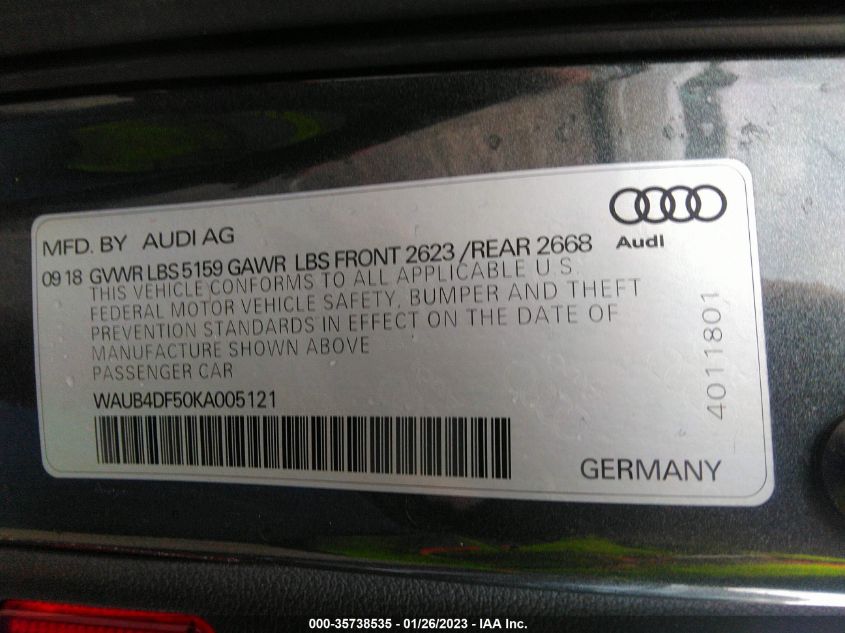 MFD. BY AUDI AG
Audi
09 18 GVWR LBS 5159 GAWR LBS FRONT 2623 /REAR 2668
THIS VEHICLE CONFORMS TO ALL APPLICABLE U.S.
FEDERAL MOTOR VEHICLE SAFETY, BUMPER AND THEFT
PREVENTION STANDARDS IN EFFECT ON THE DATE OF
MANUFACTURE SHOWN ABOVE
PASSENGER CAR
WAUB4DF50KA005121
4011801
GERMANY
000-35738535 - 01/26/2023 - IAA Inc.